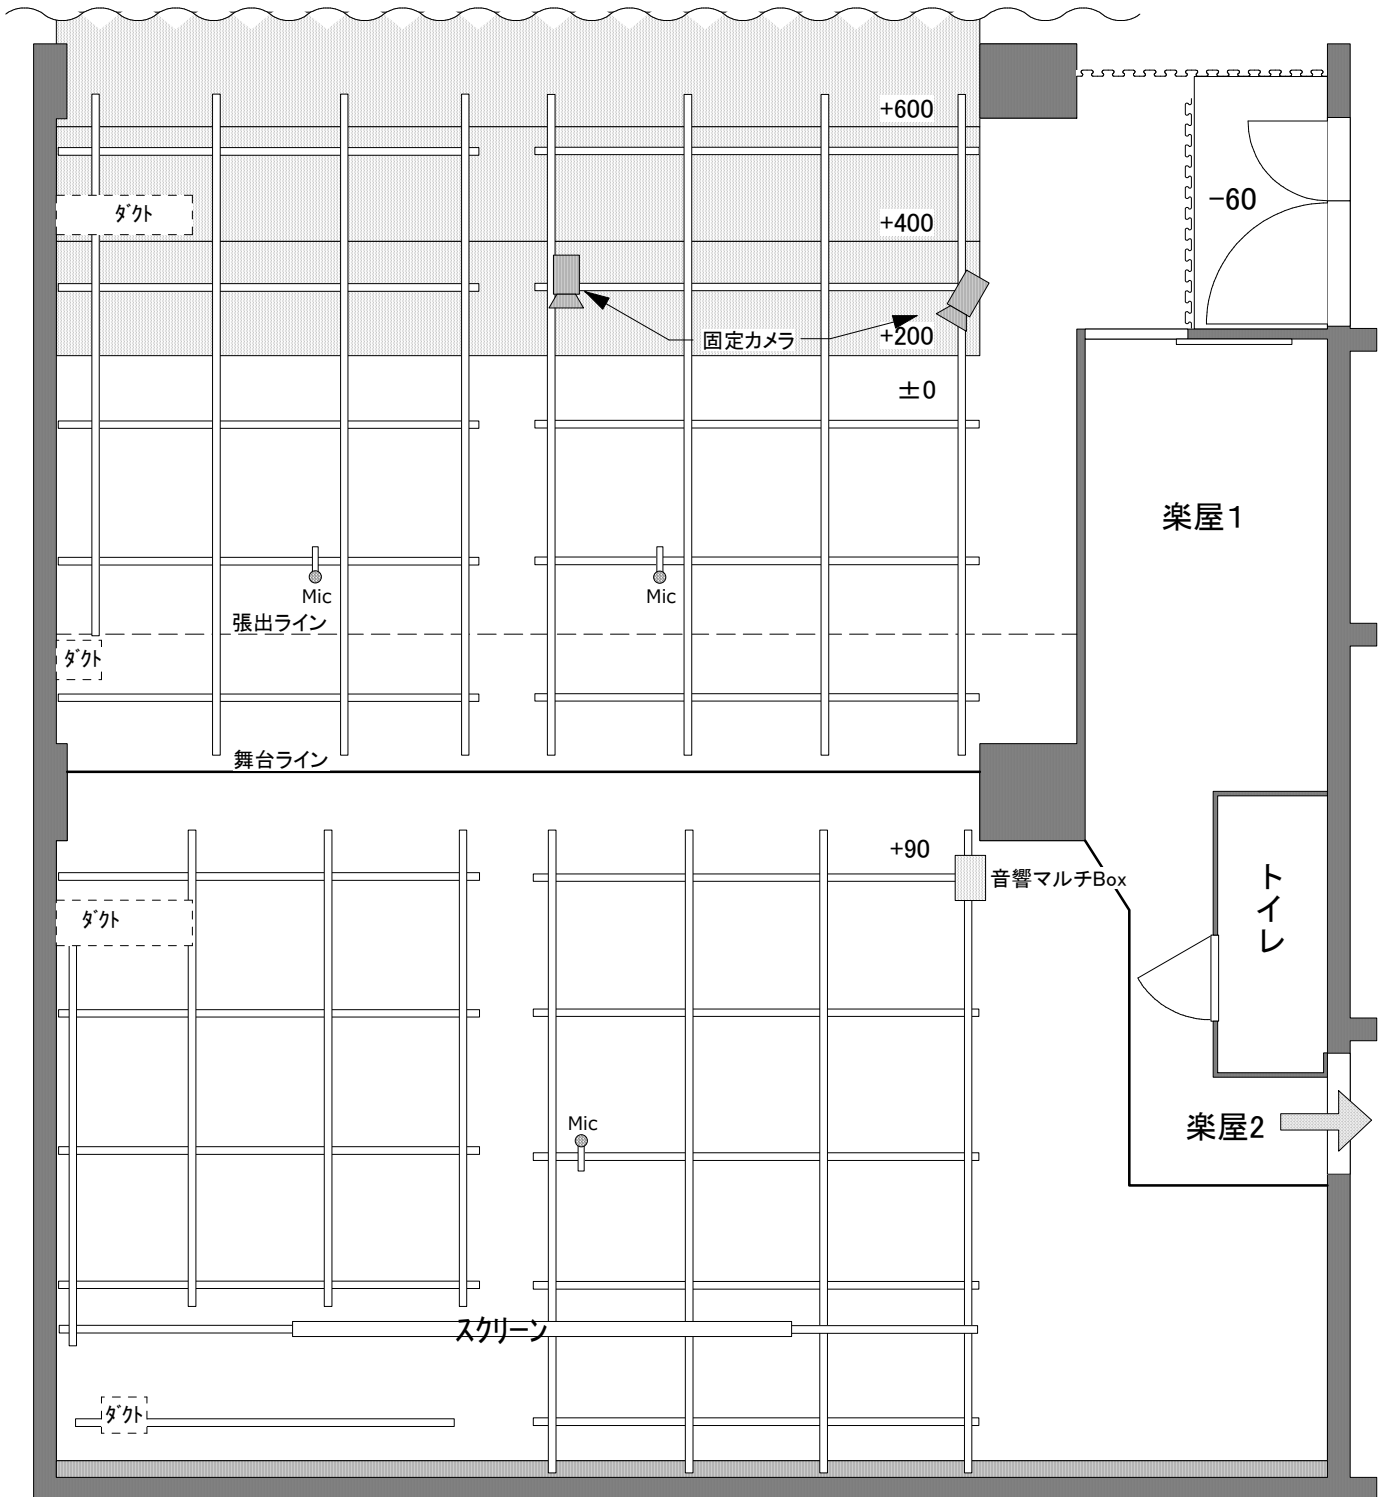 +600
ﾀﾞｸﾄ
-60
+400
固定カメラ
+200
±0
楽屋1
Mic
Mic
張出ライン
ﾀﾞｸﾄ
舞台ライン
+90
音響マルチBox
トイレ
ﾀﾞｸﾄ
Mic
楽屋2
スクリーン
ﾀﾞｸﾄ